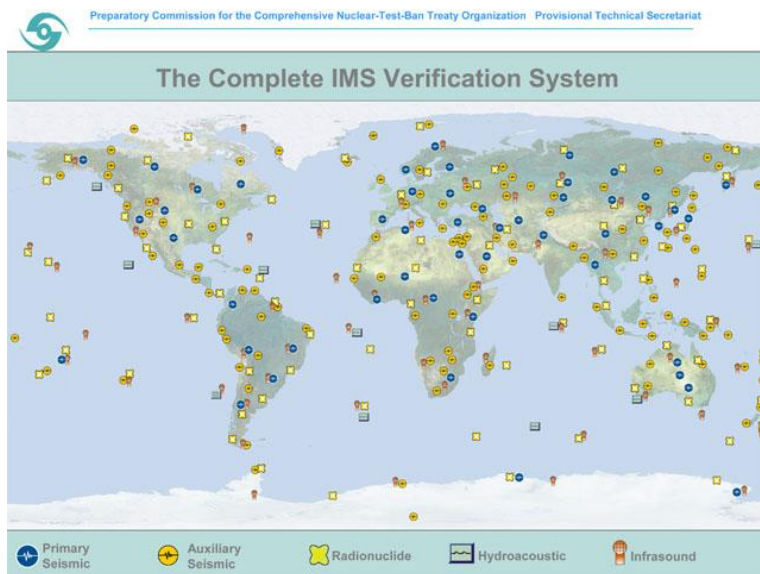 Preparatory Commission for the Comprehensive Nuclear-Test-Ban Treaty Organization Provisional Technical Secretariat
The Complete IMS Verification System
Primary Seismic
Auxiliary Seismic
Radionuclide
Hydroacoustic
Infrasound